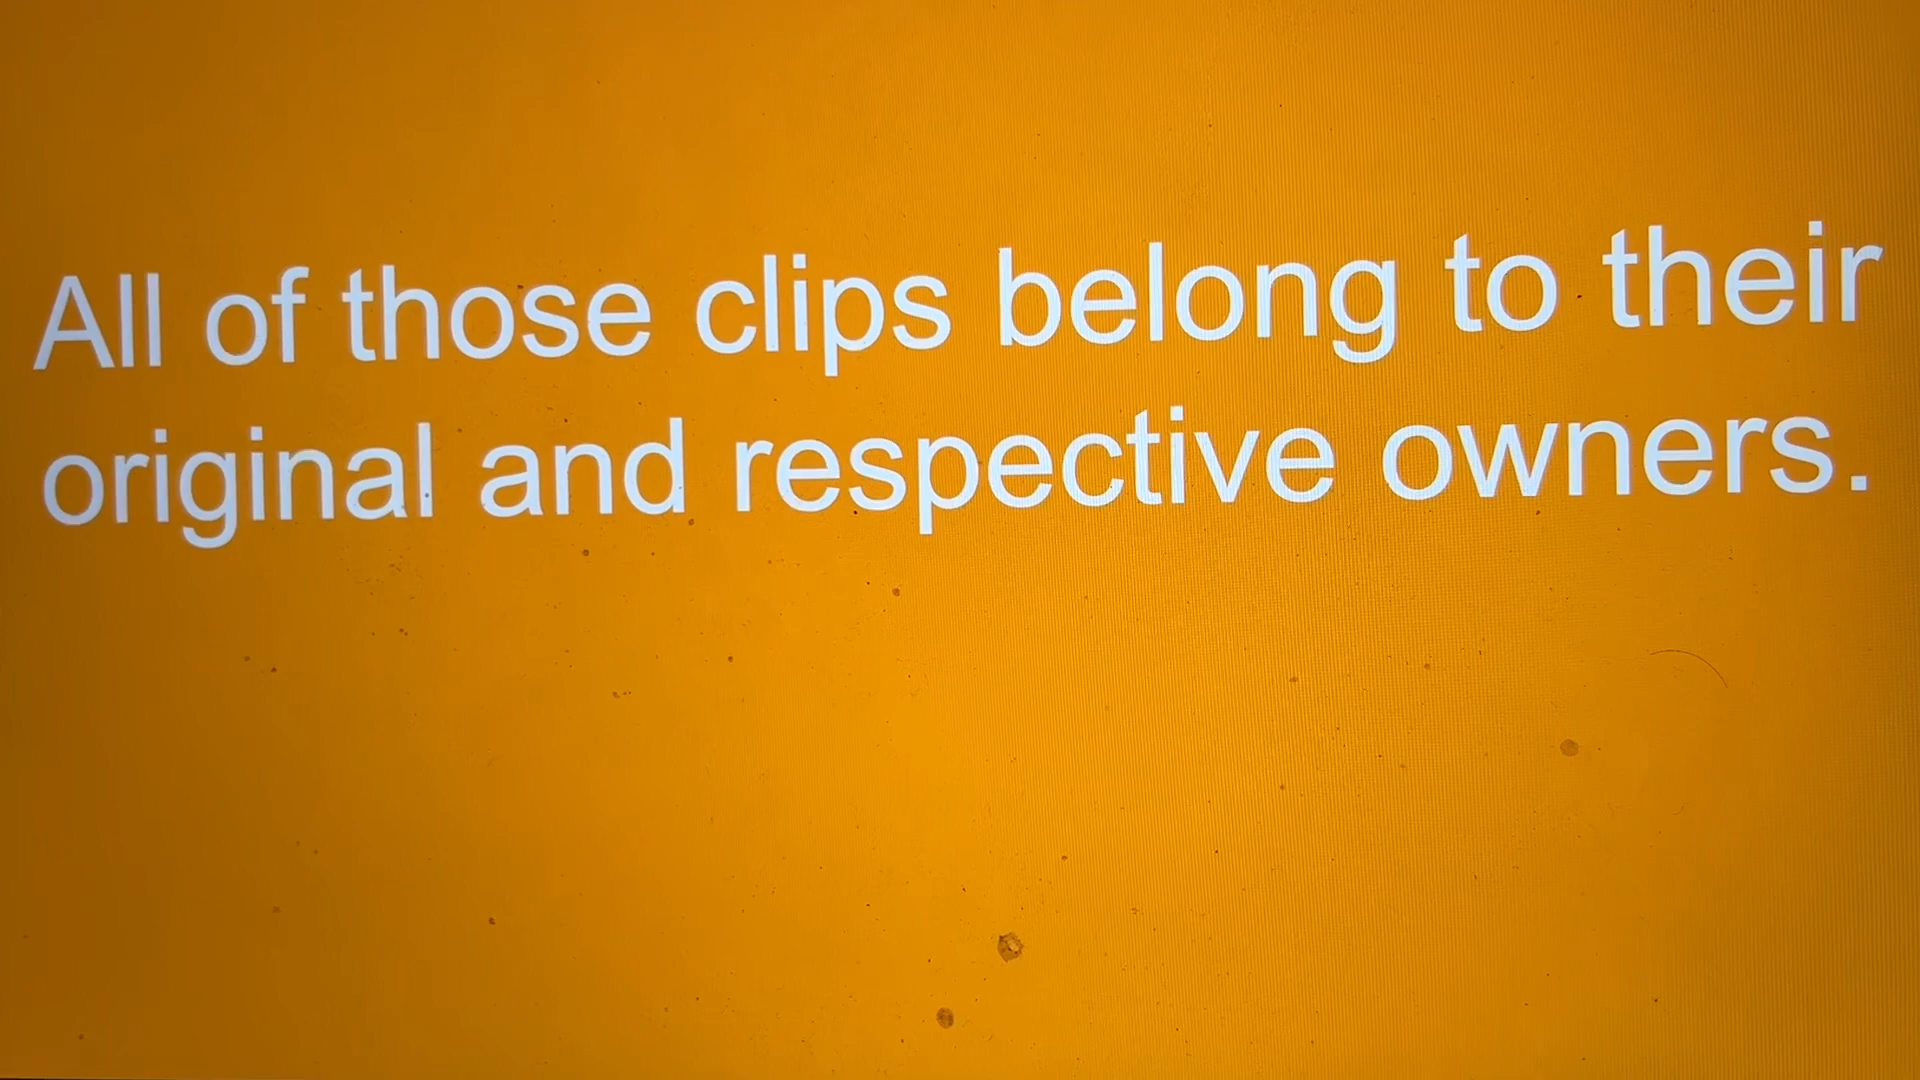 All of those clips belong to their
original and respective owners.